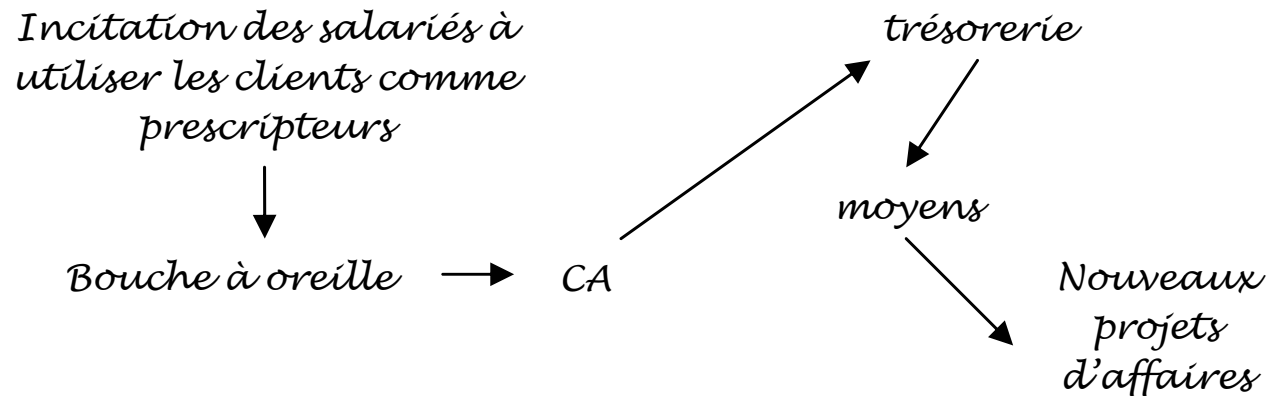 Incitation des salariés à
utiliser les clients comme
prescripteurs
Bouche à oreille
CA
trésorerie
moyens
Nouveaux
projets
d’affaires